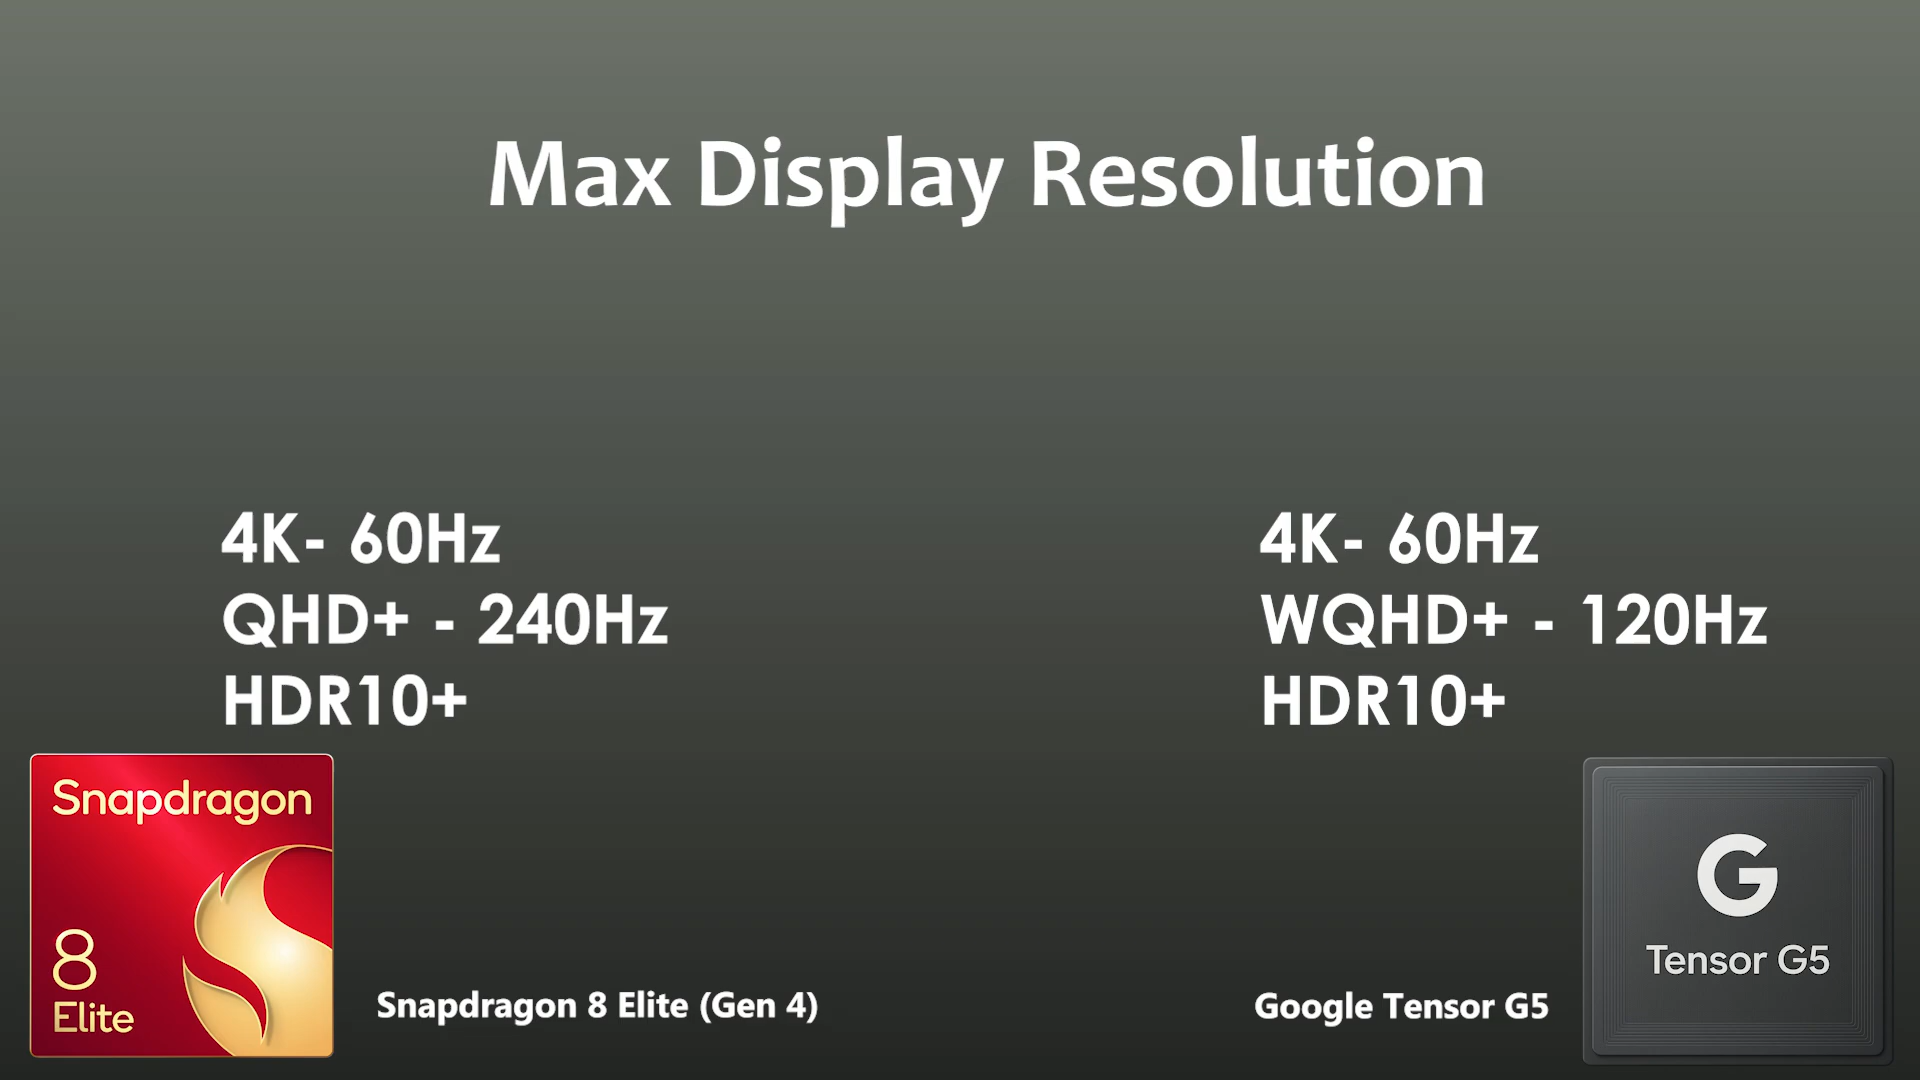 Max Display Resolution
4K- 60Hz
QHD+ - 240Hz
HDR10+
4K- 60Hz
WQHD+ - 120Hz
HDR10+
Snapdragon
8
Elite
Snapdragon 8 Elite (Gen 4)
Google Tensor G5
G
Tensor G5